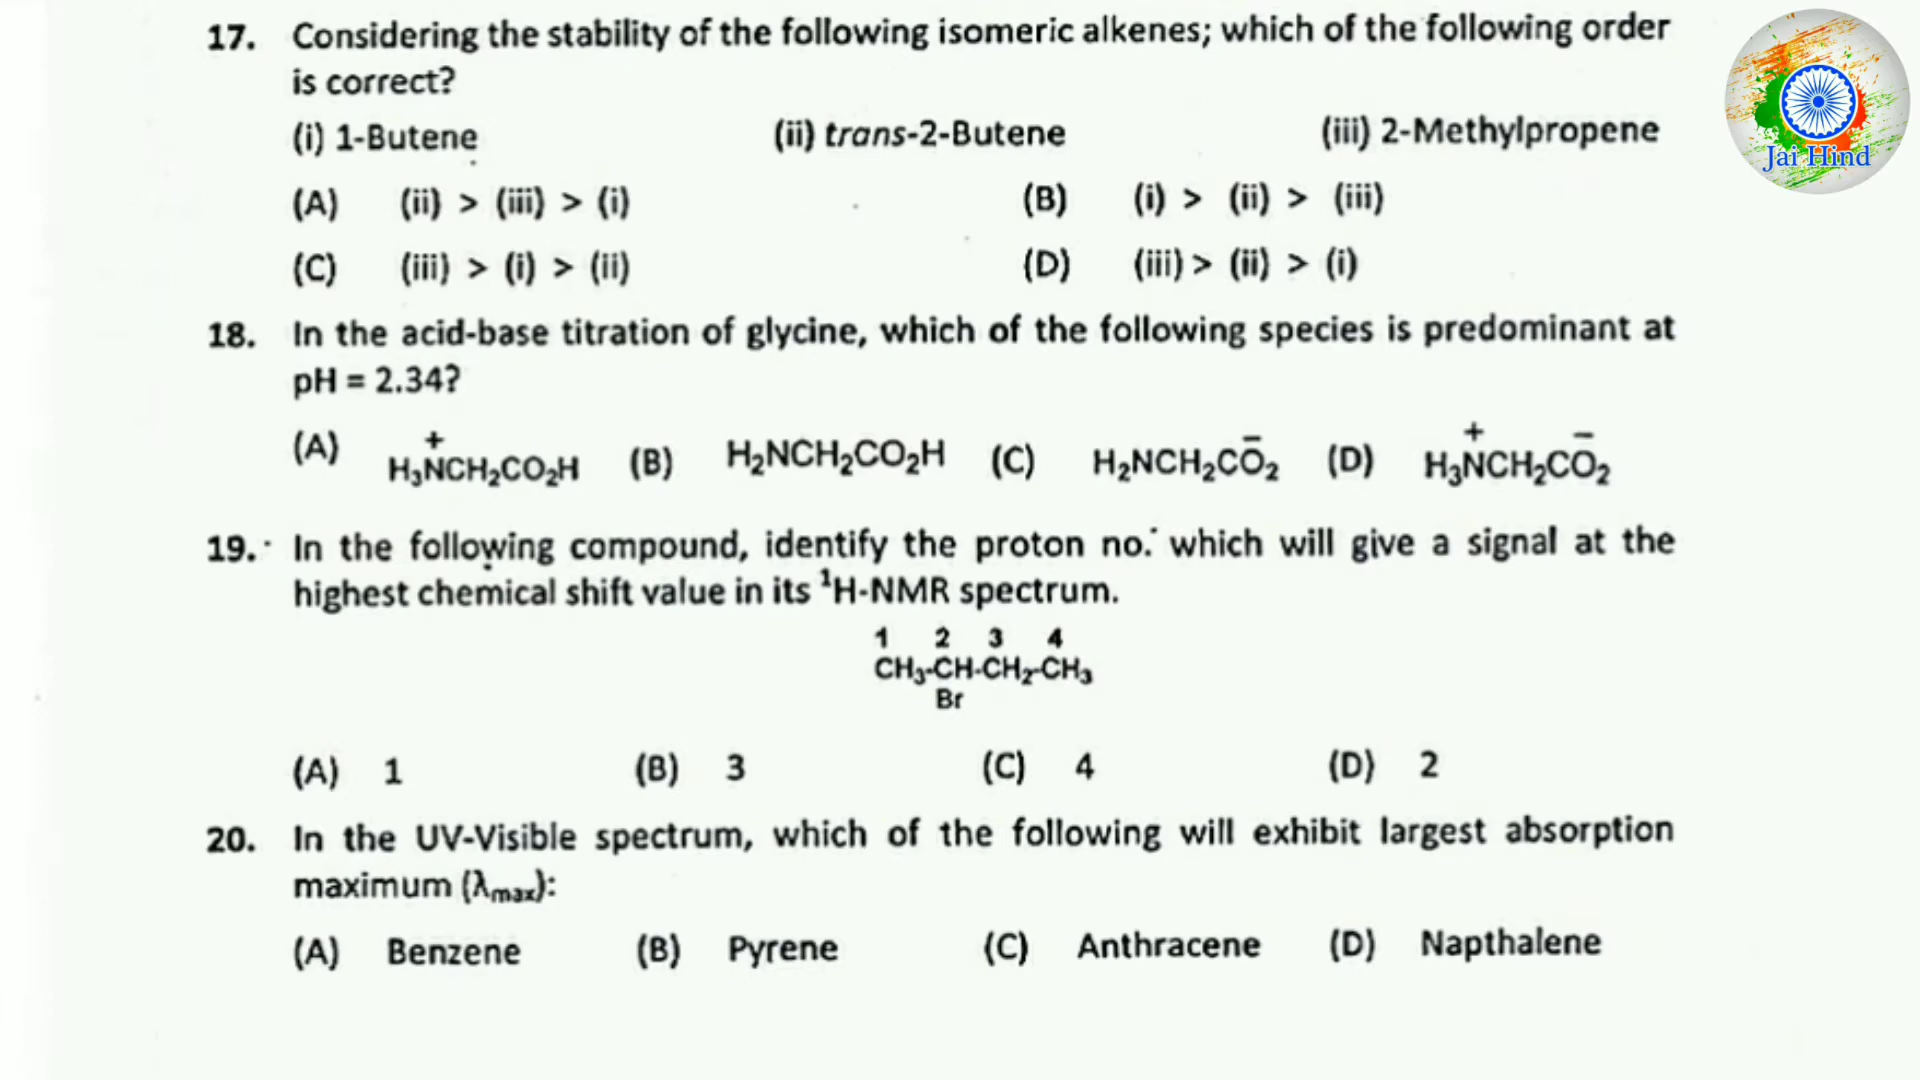 17. Considering the stability of the following isomeric alkenes; which of the following order
is correct?
(i) 1-Butene (ii) trans-2-Butene (iii) 2-Methylpropene
(A) (ii) > (iii) > (i) (B) (i) > (ii) > (iii)
(C) (iii) > (i) > (ii) (D) (iii) > (ii) > (i)
18. In the acid-base titration of glycine, which of the following species is predominant at
pH = 2.34?
(A) H₃N⁺CH₂CO₂H (B) H₂NCH₂CO₂H (C) H₂NCH₂CO₂⁻ (D) H₃N⁺CH₂CO₂⁻
19. In the following compound, identify the proton no. which will give a signal at the
highest chemical shift value in its ¹H-NMR spectrum.
1 2 3 4
CH₃-CH-CH₂-CH₃
Br
(A) 1 (B) 3 (C) 4 (D) 2
20. In the UV-Visible spectrum, which of the following will exhibit largest absorption
maximum (λmax):
(A) Benzene (B) Pyrene (C) Anthracene (D) Napthalene
Jai Hind